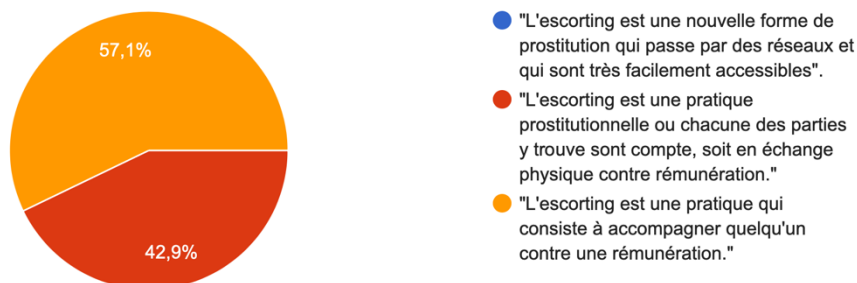 57,1%
42,9%
"L'escorting est une nouvelle forme de
prostitution qui passe par des réseaux et
qui sont très facilement accessibles".
"L'escorting est une pratique
prostitutionnelle ou chacune des parties
y trouve sont compte, soit en échange
physique contre rémunération."
"L'escorting est une pratique qui
consiste à accompagner quelqu'un
contre une rémunération."